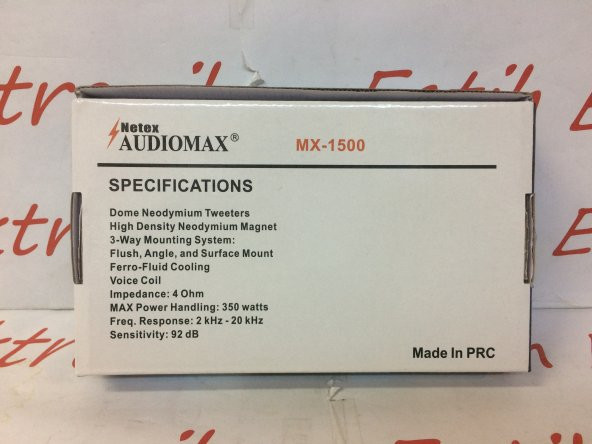 Netex
AUDIOMAX®
MX-1500
SPECIFICATIONS
Dome Neodymium Tweeters
High Density Neodymium Magnet
3-Way Mounting System:
Flush, Angle, and Surface Mount
Ferro-Fluid Cooling
Voice Coil
Impedance: 4 Ohm
MAX Power Handling: 350 watts
Freq. Response: 2 kHz - 20 kHz
Sensitivity: 92 dB
Made In PRC